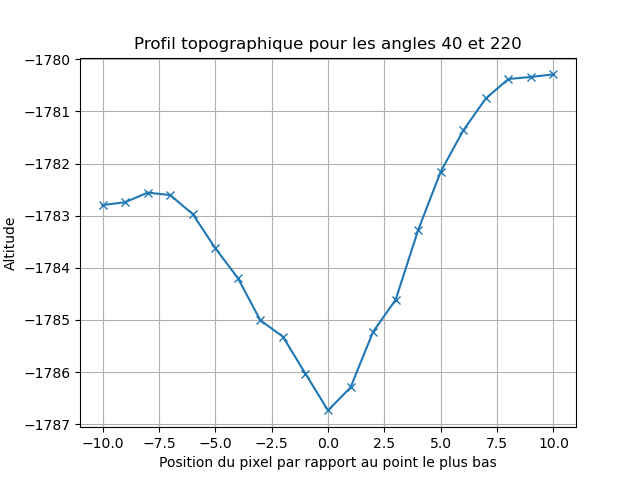 Profil topographique pour les angles 40 et 220
−1780
−1781
−1782
−1783
−1784
−1785
−1786
−1787
Altitude
−10.0 −7.5 −5.0 −2.5 0.0 2.5 5.0 7.5 10.0
Position du pixel par rapport au point le plus bas